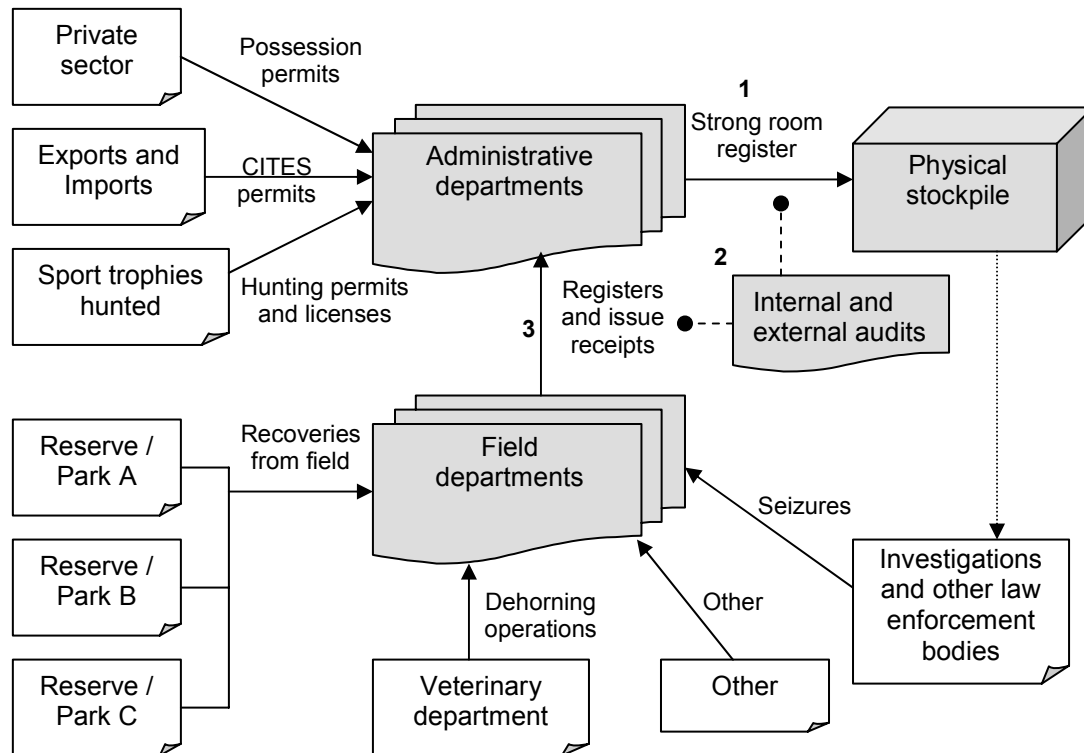 Private
sector
Possession
permits
Exports and
Imports
CITES
permits
Sport trophies
hunted
Hunting permits
and licenses
Administrative
departments
1
Strong room
register
Physical
stockpile
2
Internal and
external audits
3
Registers
and issue
receipts
Reserve /
Park A
Reserve /
Park B
Reserve /
Park C
Recoveries
from field
Field
departments
Seizures
Investigations
and other law
enforcement
bodies
Dehorning
operations
Veterinary
department
Other
Other